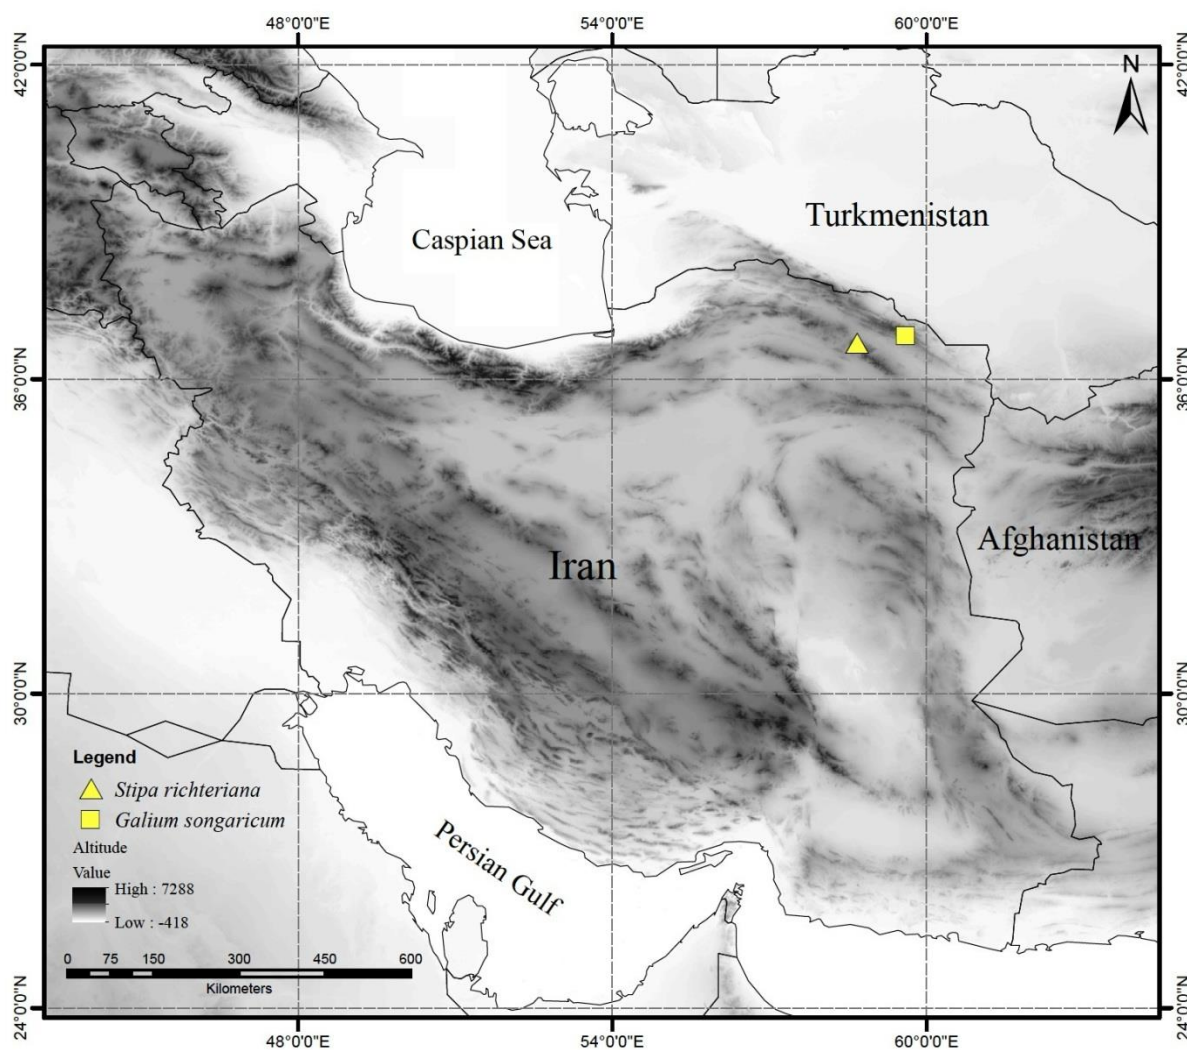 48°0'0"E 54°0'0"E 60°0'0"E
42°0'0"N 42°0'0"N
N
Turkmenistan
Caspian Sea
36°0'0"N 36°0'0"N
Afghanistan
Iran
30°0'0"N 30°0'0"N
Legend
Stipa richteriana
Galium songaricum
Altitude
Value
High : 7288
Low : -418
Persian Gulf
0 75 150 300 450 600
Kilometers
24°0'0"N 24°0'0"N
48°0'0"E 54°0'0"E 60°0'0"E